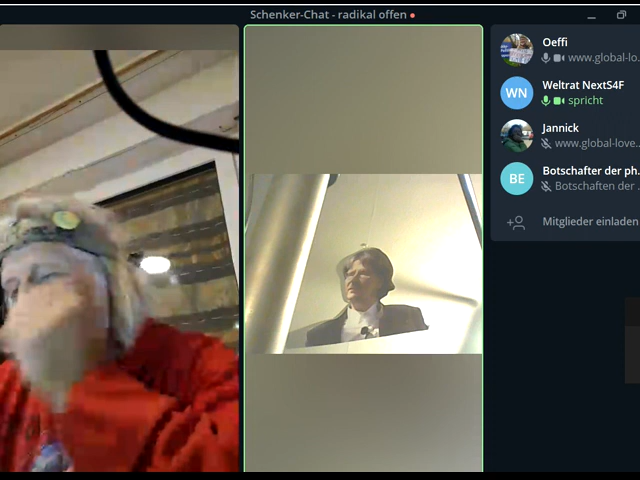 Schenker-Chat - radikal offen
Oeffi
www.global-lo..
WN
Weltrat NextS4F
spricht
Jannick
www.global-love..
BE
Botschafter der ph..
Botschaften der .
Mitglieder einladen